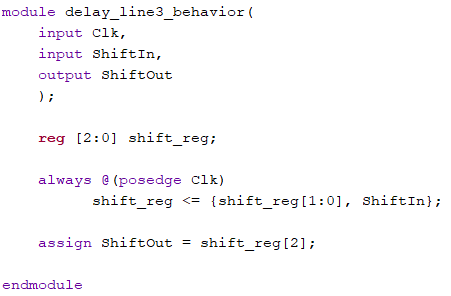 module delay_line3_behavior(
    input Clk,
    input ShiftIn,
    output ShiftOut
    );
    reg [2:0] shift_reg;
    always @(posedge Clk)
          shift_reg <= {shift_reg[1:0], ShiftIn};
    assign ShiftOut = shift_reg[2];
endmodule